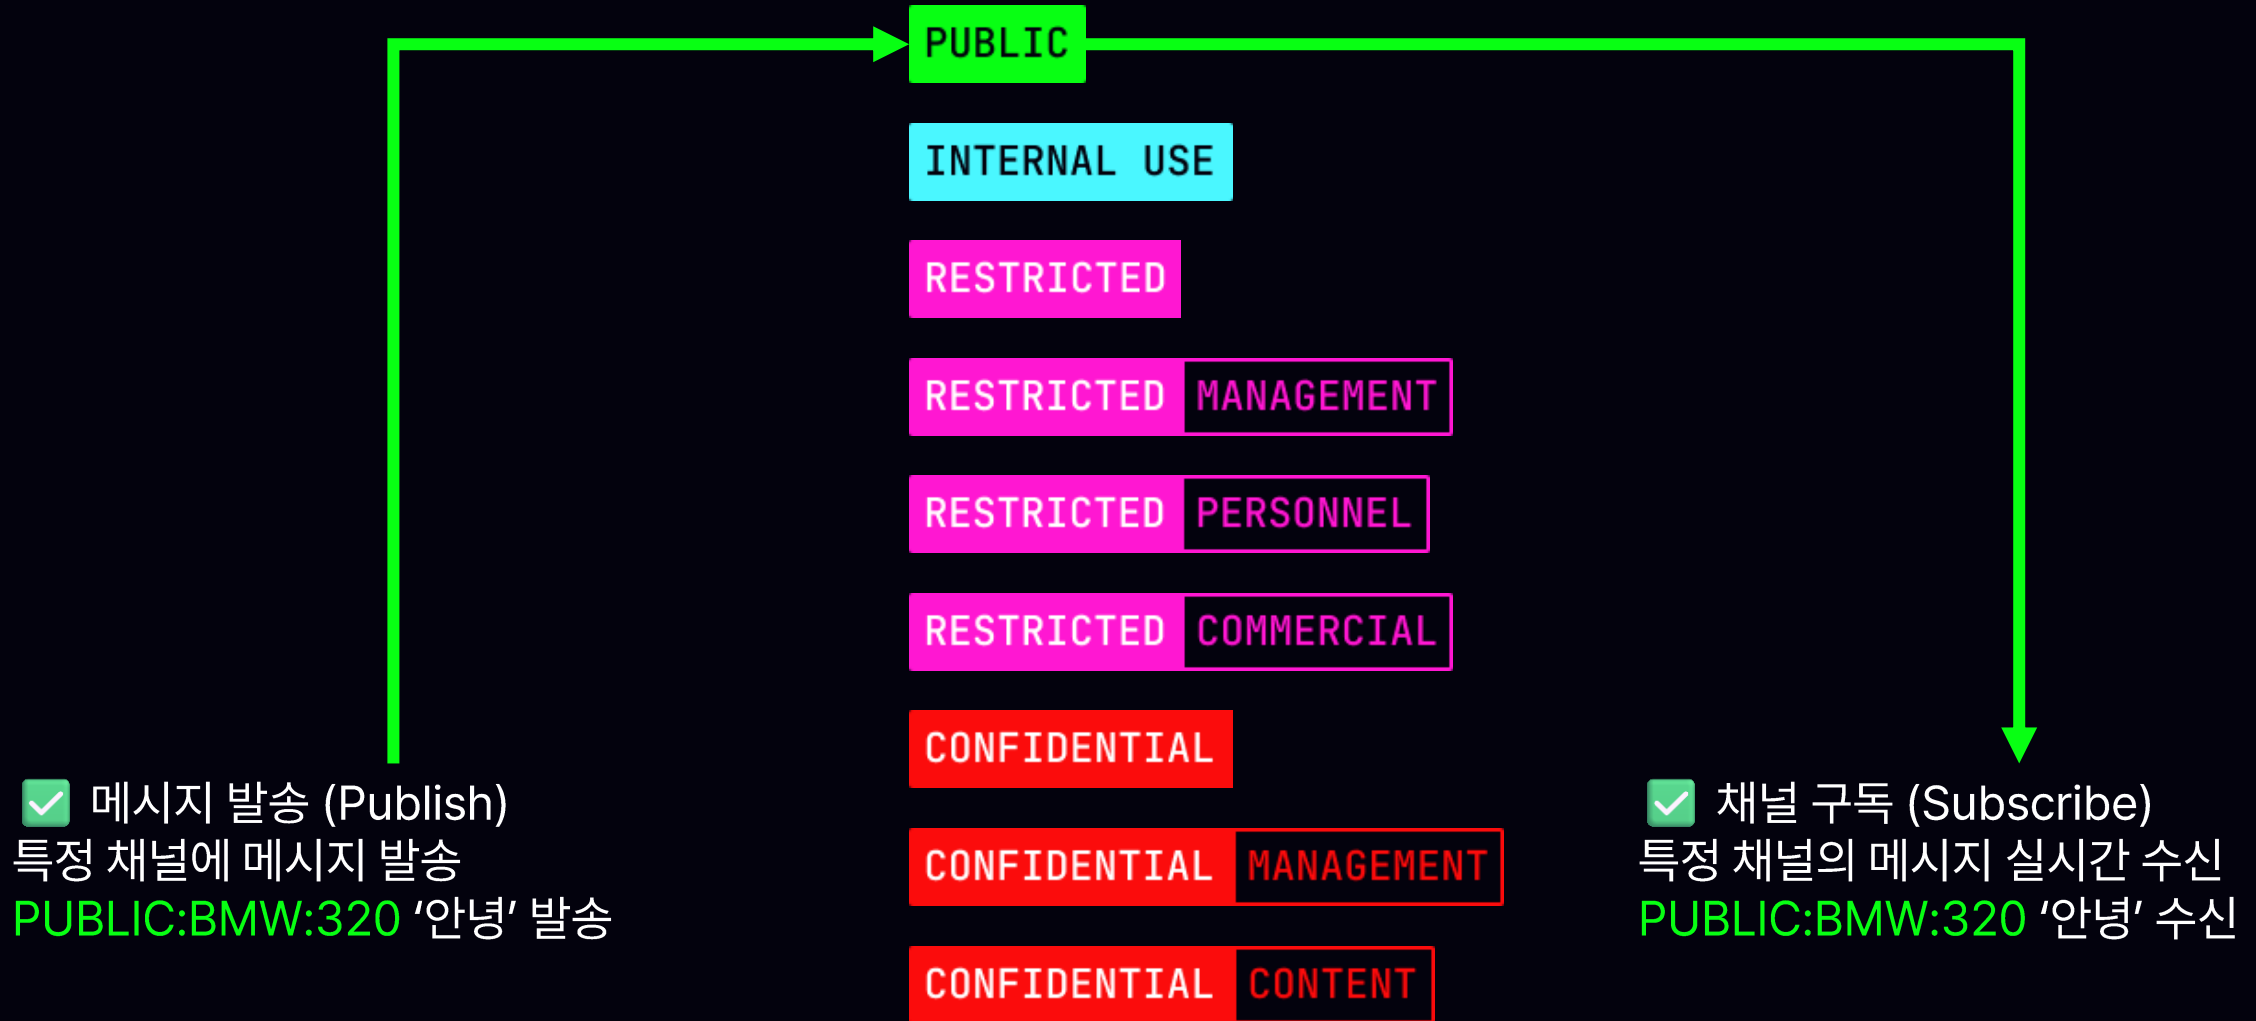 PUBLIC
INTERNAL USE
RESTRICTED
RESTRICTED MANAGEMENT
RESTRICTED PERSONNEL
RESTRICTED COMMERCIAL
CONFIDENTIAL
CONFIDENTIAL MANAGEMENT
CONFIDENTIAL CONTENT
✅ 메시지 발송 (Publish)
특정 채널에 메시지 발송
PUBLIC:BMW:320 ‘안녕’ 발송
✅ 채널 구독 (Subscribe)
특정 채널의 메시지 실시간 수신
PUBLIC:BMW:320 ‘안녕’ 수신